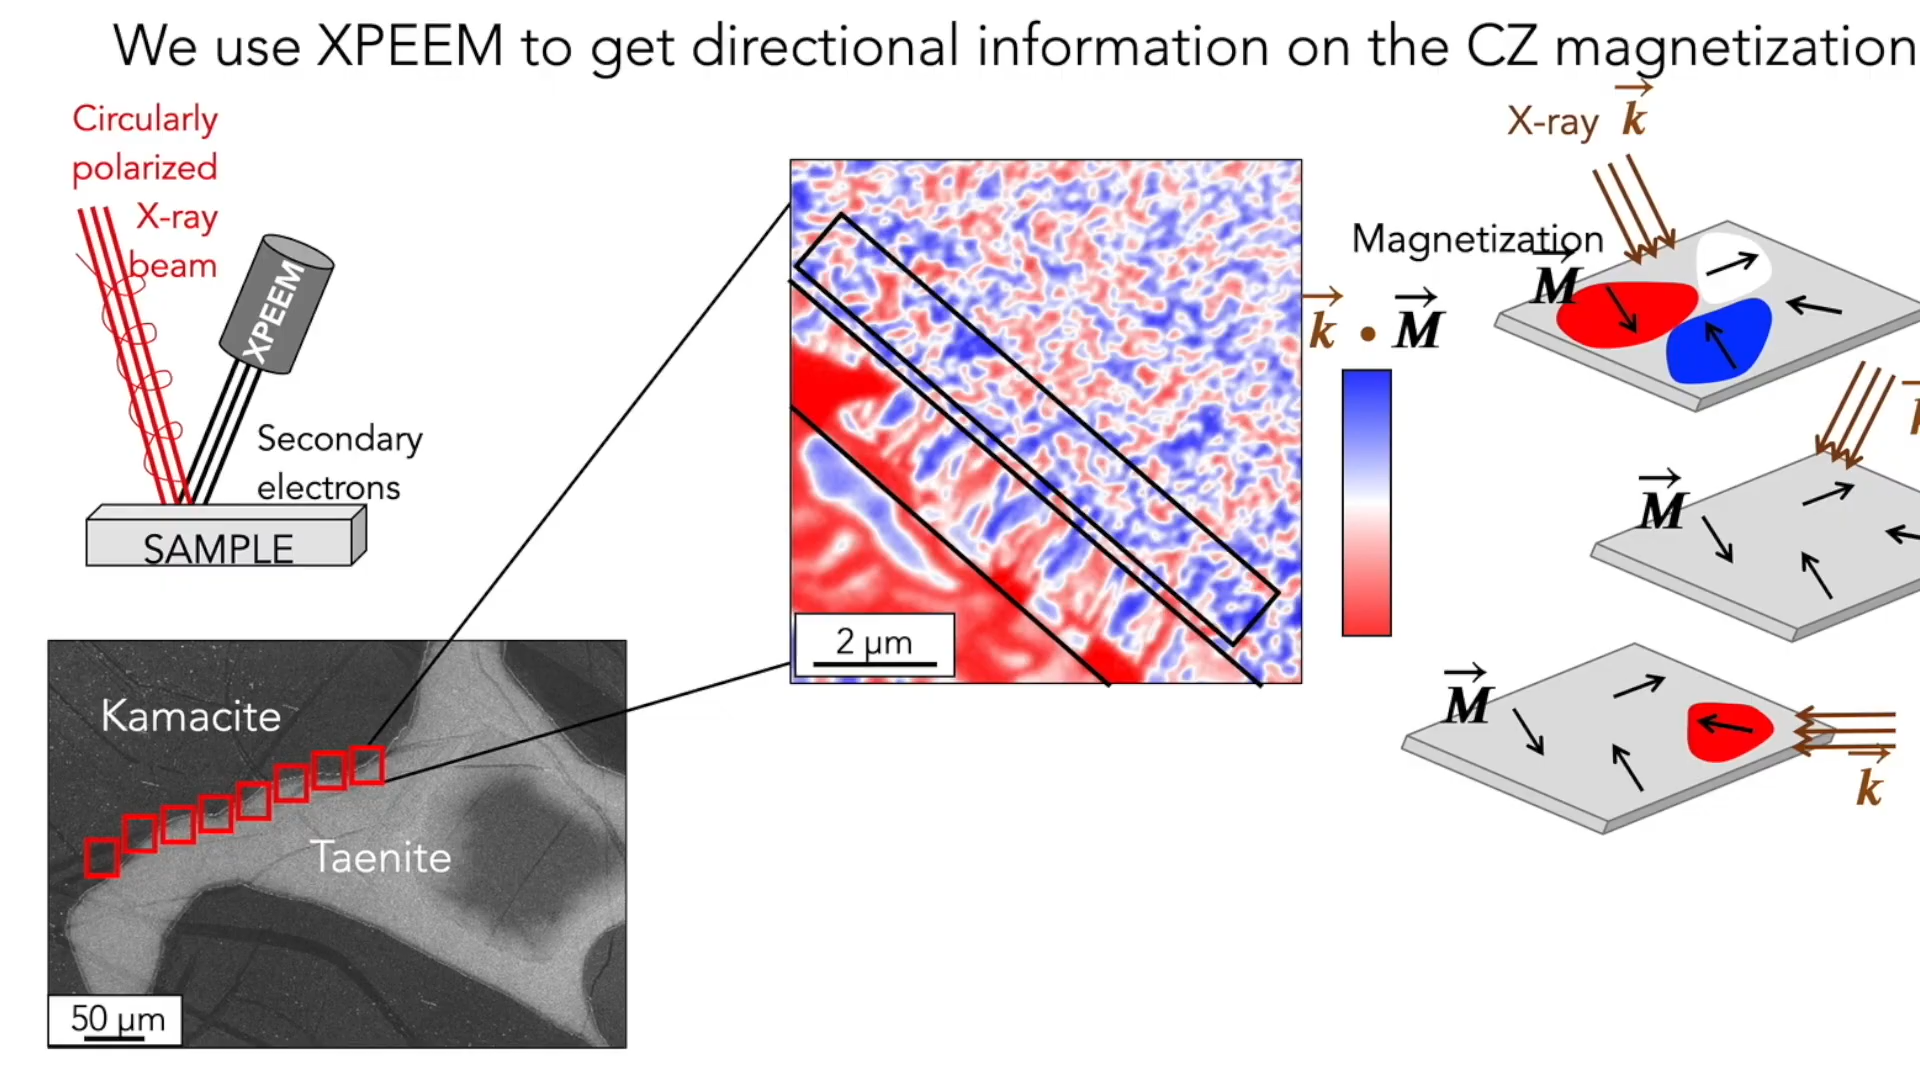 We use XPEEM to get directional information on the CZ magnetization
Circularly
polarized
X-ray
beam
XPEEM
Secondary
electrons
SAMPLE
Kamacite
Taenite
50 µm
2 µm
k • M
X-ray k
Magnetization
M
M
M
k